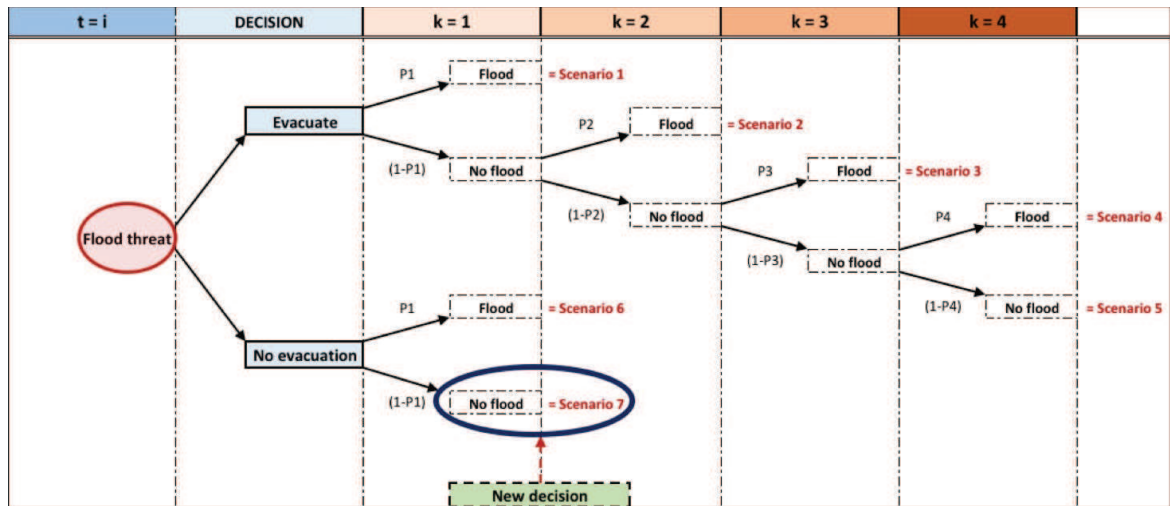 t = i DECISION k = 1 k = 2 k = 3 k = 4
P1 Flood = Scenario 1
Evacuate P2 Flood = Scenario 2
(1-P1) No flood P3 Flood = Scenario 3
(1-P2) No flood P4 Flood = Scenario 4
Flood threat
(1-P3) No flood
P1 Flood = Scenario 6 (1-P4) No flood = Scenario 5
No evacuation
(1-P1) No flood = Scenario 7
New decision